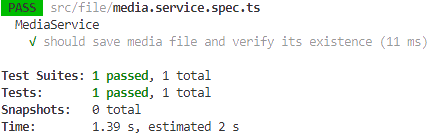 PASS src/file/media.service.spec.ts
MediaService
√ should save media file and verify its existence (11 ms)
Test Suites: 1 passed, 1 total
Tests: 1 passed, 1 total
Snapshots: 0 total
Time: 1.39 s, estimated 2 s